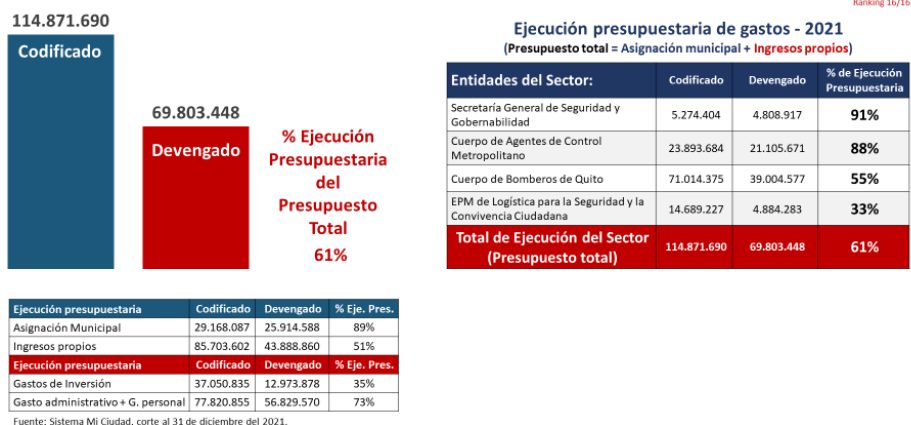 Ranking 16/16
114.871.690
Codificado
69.803.448
Devengado
% Ejecución
Presupuestaria
del
Presupuesto
Total
61%
Ejecución presupuestaria de gastos - 2021
(Presupuesto total = Asignación municipal + Ingresos propios)
Entidades del Sector: Codificado Devengado % de Ejecución Presupuestaria
Secretaría General de Seguridad y
Gobernabilidad 5.274.404 4.808.917 91%
Cuerpo de Agentes de Control
Metropolitano 23.893.684 21.105.671 88%
Cuerpo de Bomberos de Quito 71.014.375 39.004.577 55%
EPM de Logística para la Seguridad y la
Convivencia Ciudadana 14.689.227 4.884.283 33%
Total de Ejecución del Sector
(Presupuesto total) 114.871.690 69.803.448 61%
Ejecución presupuestaria Codificado Devengado % Eje. Pres.
Asignación Municipal 29.168.087 25.914.588 89%
Ingresos propios 85.703.602 43.888.860 51%
Ejecución presupuestaria Codificado Devengado % Eje. Pres.
Gastos de Inversión 37.050.835 12.973.878 35%
Gasto administrativo + G. personal 77.820.855 56.829.570 73%
Fuente: Sistema Mi Ciudad, corte al 31 de diciembre del 2021.